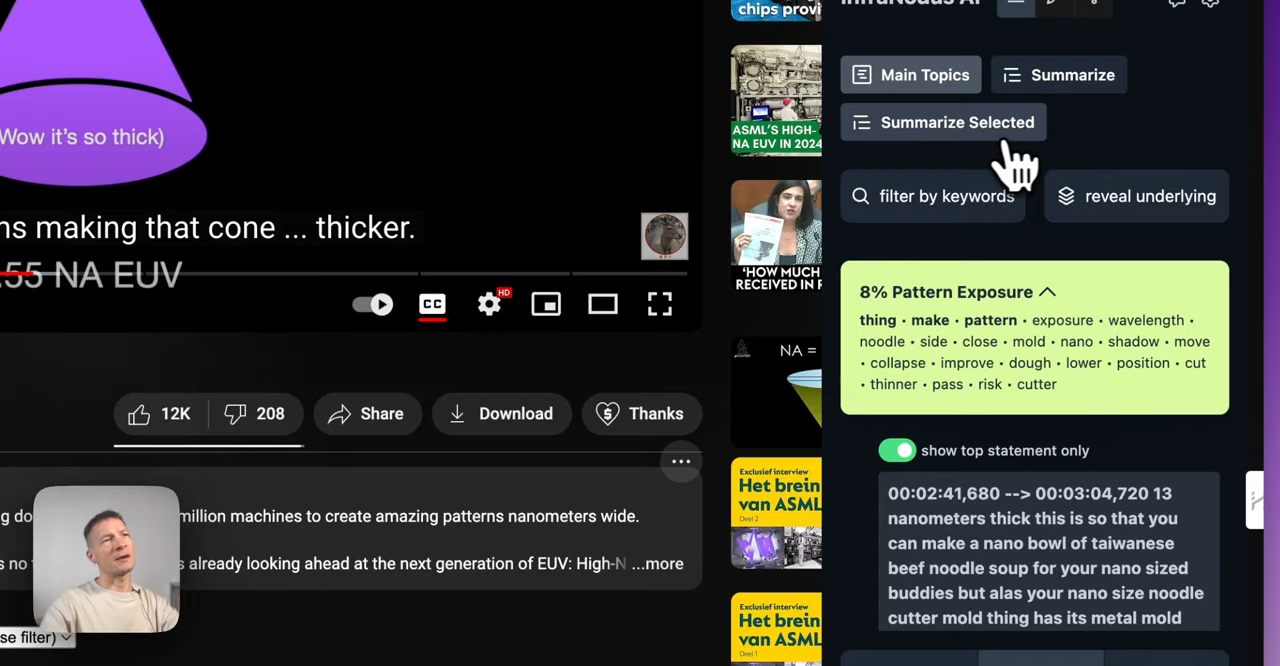 Wow it's so thick)
ns making that cone ... thicker.
.55 NA EUV
HD
CC
12K
208
Share
Download
Thanks
g do
million machines to create amazing patterns nanometers wide.
s no
s already looking ahead at the next generation of EUV: High-N ...more
se filter)
chips provi
ASML'S HIGH-
NA EUV IN 2024
'HOW MUCH
RECEIVED IN F
NA =
Exclusief interview
Het brein
van ASML
Deel 2
Exclusief interview
Het brein
van ASML
Deel 1
InfraNodus AI
Main Topics
Summarize
Summarize Selected
filter by keywords
reveal underlying
8% Pattern Exposure
thing • make • pattern • exposure • wavelength •
noodle • side • close • mold • nano • shadow • move
• collapse • improve • dough • lower • position • cut
• thinner • pass • risk • cutter
show top statement only
00:02:41,680 --> 00:03:04,720 13
nanometers thick this is so that you
can make a nano bowl of taiwanese
beef noodle soup for your nano sized
buddies but alas your nano size noodle
cutter mold thing has its metal mold